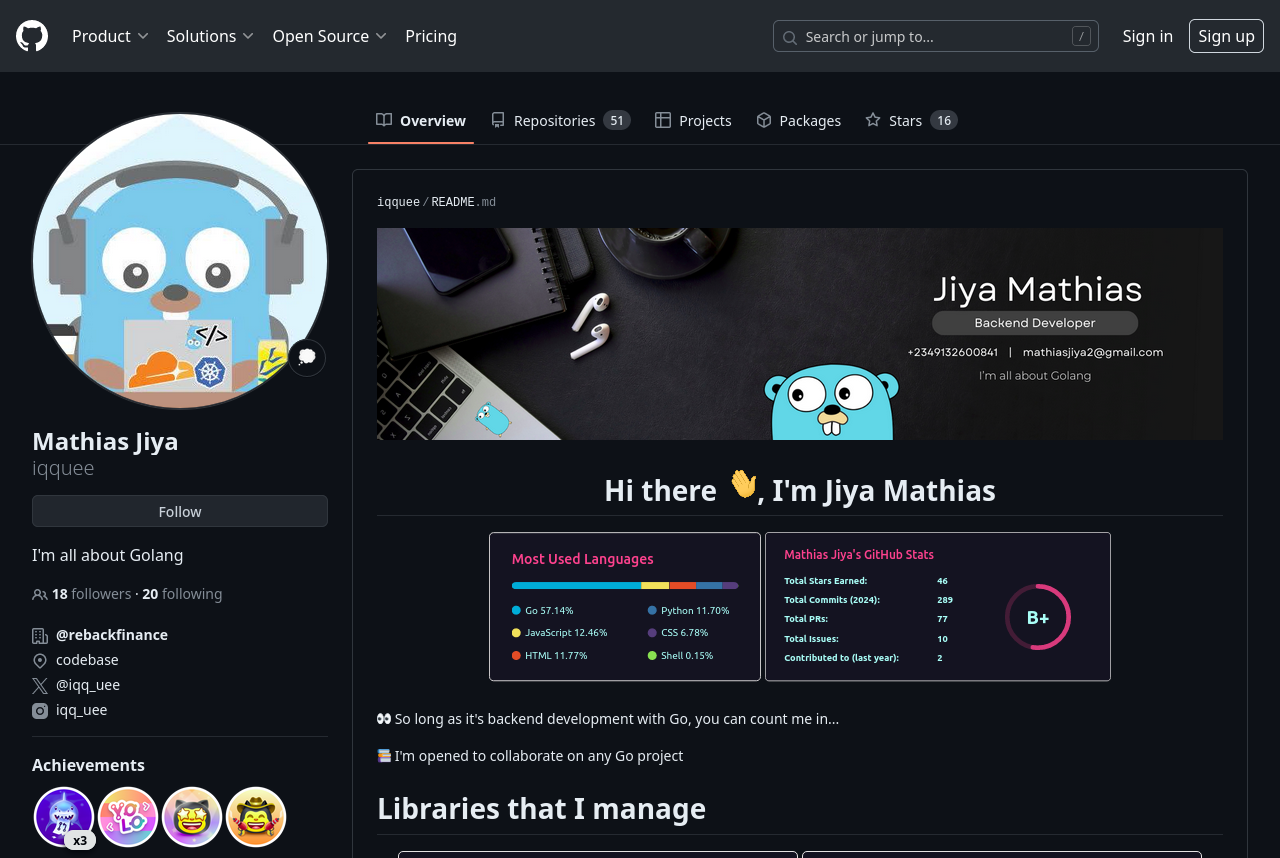 Product Solutions Open Source Pricing
Search or jump to... /
Sign in Sign up
Overview Repositories 51 Projects Packages Stars 16
Mathias Jiya
iqquee
Follow
I'm all about Golang
18 followers · 20 following
@rebackfinance
codebase
@iqq_uee
iqq_uee
Achievements
x3
YOLO
iqquee / README.md
Jiya Mathias
Backend Developer
+2349132600841 | mathiasjiya2@gmail.com
I'm all about Golang
Hi there 👋, I'm Jiya Mathias
Most Used Languages
Go 57.14% Python 11.70%
JavaScript 12.46% CSS 6.78%
HTML 11.77% Shell 0.15%
Mathias Jiya's GitHub Stats
Total Stars Earned: 46
Total Commits (2024): 289
Total PRs: 77
Total Issues: 10
Contributed to (last year): 2
B+
👀 So long as it's backend development with Go, you can count me in...
📚 I'm opened to collaborate on any Go project
Libraries that I manage